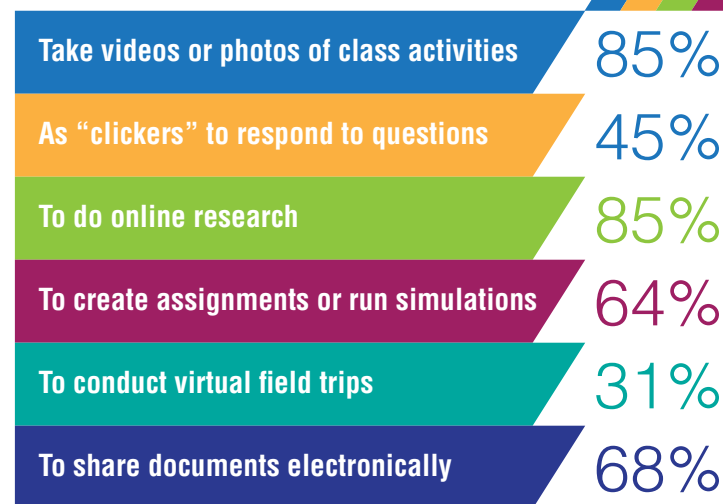 Take videos or photos of class activities 85%
As “clickers” to respond to questions 45%
To do online research 85%
To create assignments or run simulations 64%
To conduct virtual field trips 31%
To share documents electronically 68%